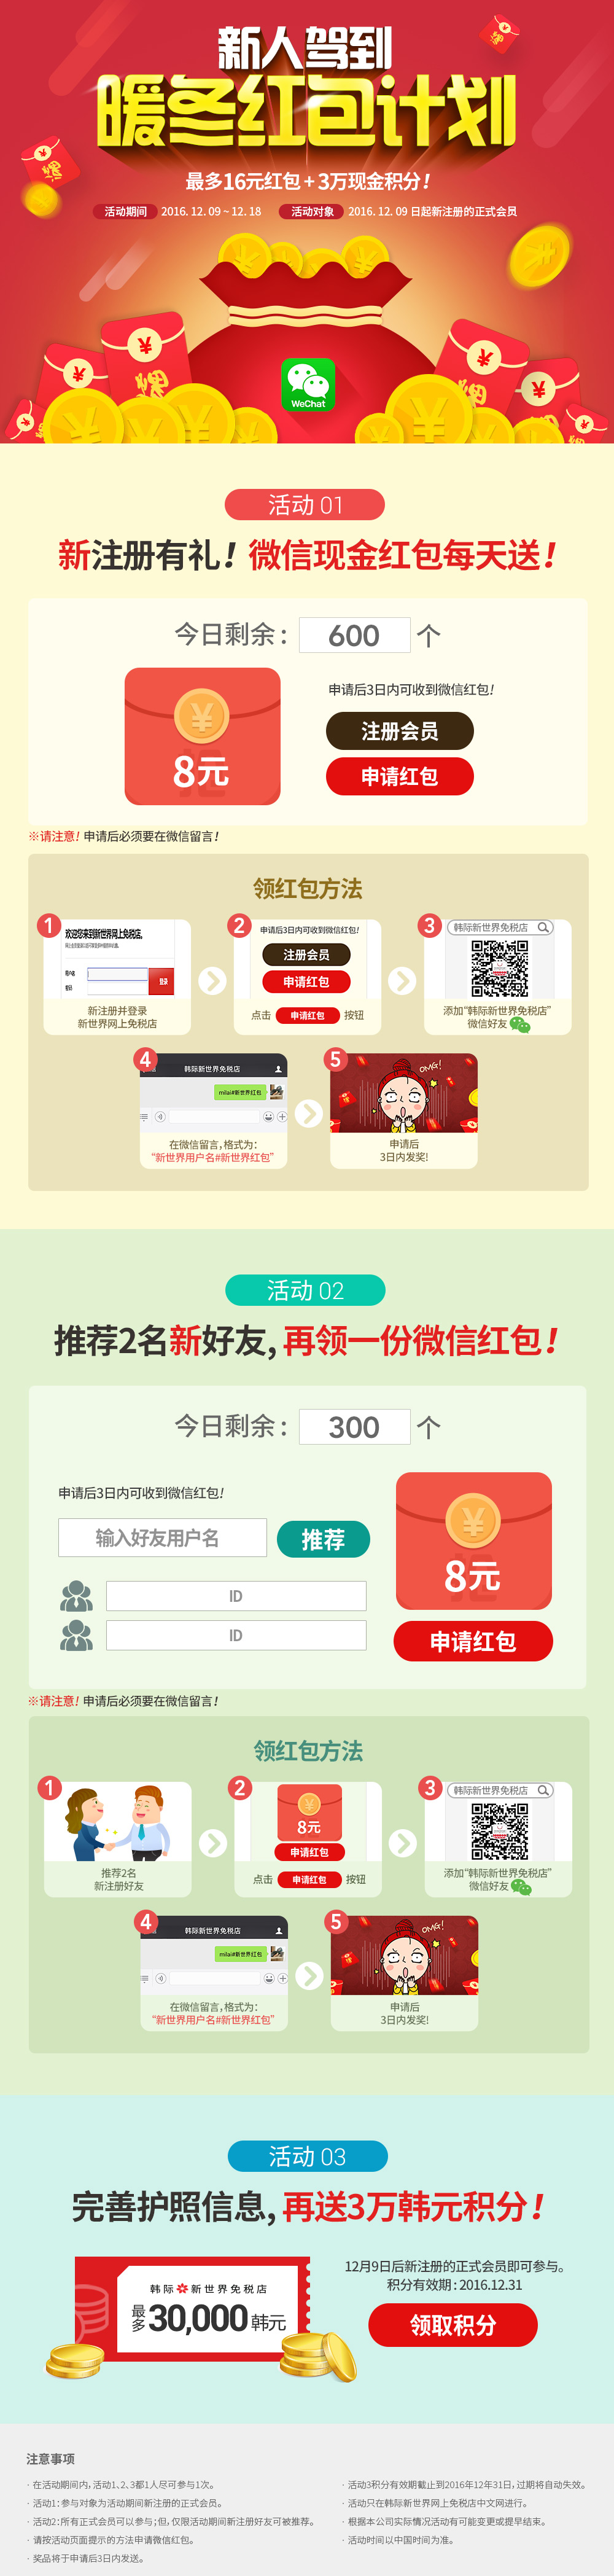 新人驾到
暖冬红包计划
最多16元红包 + 3万现金积分!
活动期间 2016. 12. 09 ~ 12. 18 活动对象 2016. 12. 09 日起新注册的正式会员
WeChat
活动 01
新注册有礼! 微信现金红包每天送!
今日剩余: 600 个
申请后3日内可收到微信红包!
8元
注册会员
申请红包
※请注意! 申请后必须要在微信留言!
领红包方法
1
欢迎您来到新世界网上免税店。
登录
新注册并登录
新世界网上免税店
2
申请后3日内可收到微信红包!
注册会员
申请红包
点击 申请红包 按钮
3
韩际新世界免税店
添加“韩际新世界免税店”
微信好友
4
韩际新世界免税店
milai#新世界红包
在微信留言, 格式为:
“新世界用户名#新世界红包”
5
OMG!
申请后
3日内发奖!
活动 02
推荐2名新好友, 再领一份微信红包!
今日剩余: 300 个
申请后3日内可收到微信红包!
输入好友用户名 推荐
ID
ID
8元
申请红包
※请注意! 申请后必须要在微信留言!
领红包方法
1
推荐2名
新注册好友
2
8元
申请红包
点击 申请红包 按钮
3
韩际新世界免税店
添加“韩际新世界免税店”
微信好友
4
韩际新世界免税店
milai#新世界红包
在微信留言, 格式为:
“新世界用户名#新世界红包”
5
OMG!
申请后
3日内发奖!
活动 03
完善护照信息, 再送3万韩元积分!
韩际新世界免税店
最多 30,000 韩元
12月9日后新注册的正式会员即可参与。
积分有效期 : 2016.12.31
领取积分
注意事项
· 在活动期间内, 活动1、2、3都1人尽可参与1次。
· 活动1: 参与对象为活动期间新注册的正式会员。
· 活动2: 所有正式会员可以参与; 但, 仅限活动期间新注册好友可被推荐。
· 请按活动页面提示的方法申请微信红包。
· 奖品将于申请后3日内发送。
· 活动3积分有效期截止到2016年12年31日, 过期将自动失效。
· 活动只在韩际新世界网上免税店中文网进行。
· 根据本公司实际情况活动有可能变更或提早结束。
· 活动时间以中国时间为准。